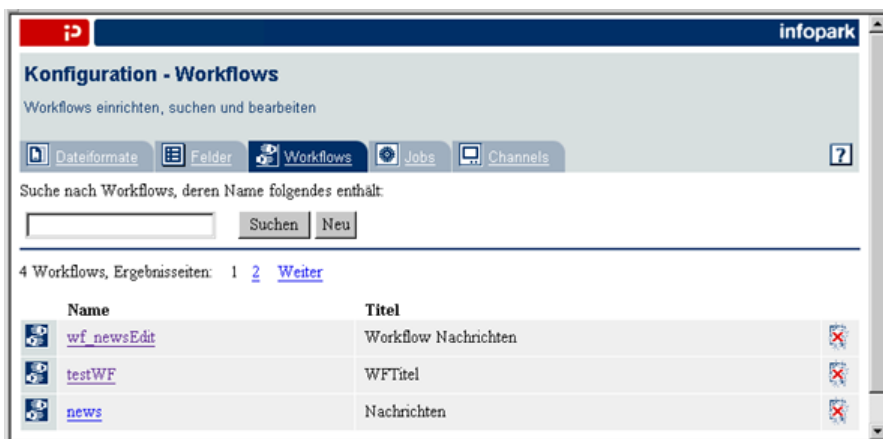 infopark
Konfiguration - Workflows
Workflows einrichten, suchen und bearbeiten
Dateiformate Felder Workflows Jobs Channels ?
Suche nach Workflows, deren Name folgendes enthält:
Suchen Neu
4 Workflows, Ergebnisseiten: 1 2 Weiter
Name Titel
wf_newsEdit Workflow Nachrichten
testWF WFTitel
news Nachrichten